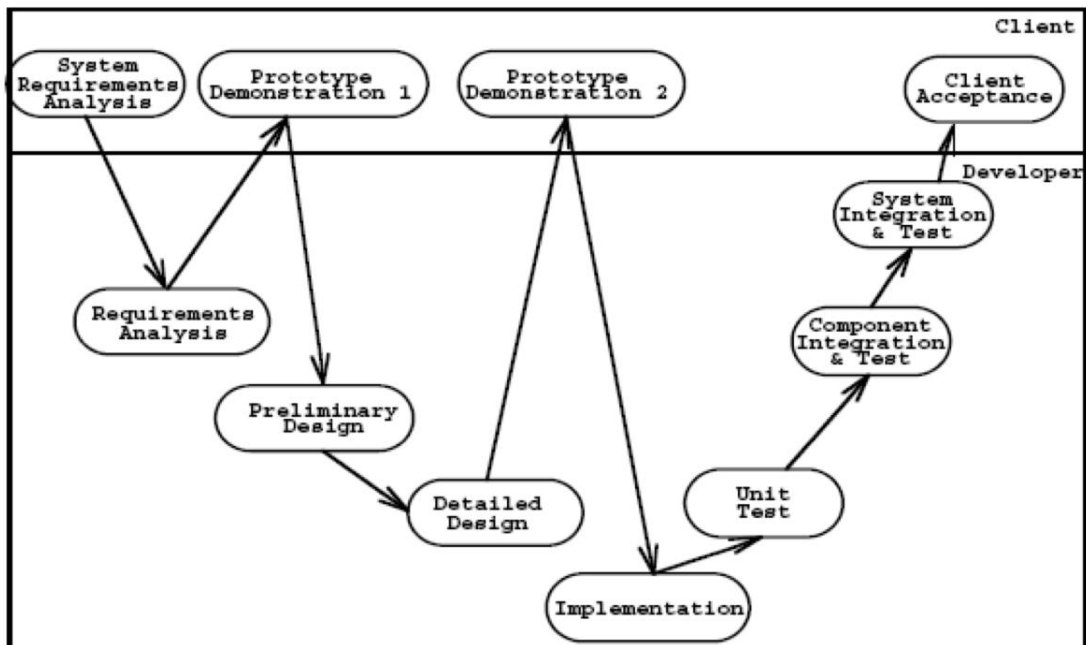 Client
System
Requirements
Analysis
Prototype
Demonstration 1
Prototype
Demonstration 2
Client
Acceptance
Developer
System
Integration
& Test
Requirements
Analysis
Component
Integration
& Test
Preliminary
Design
Detailed
Design
Unit
Test
Implementation